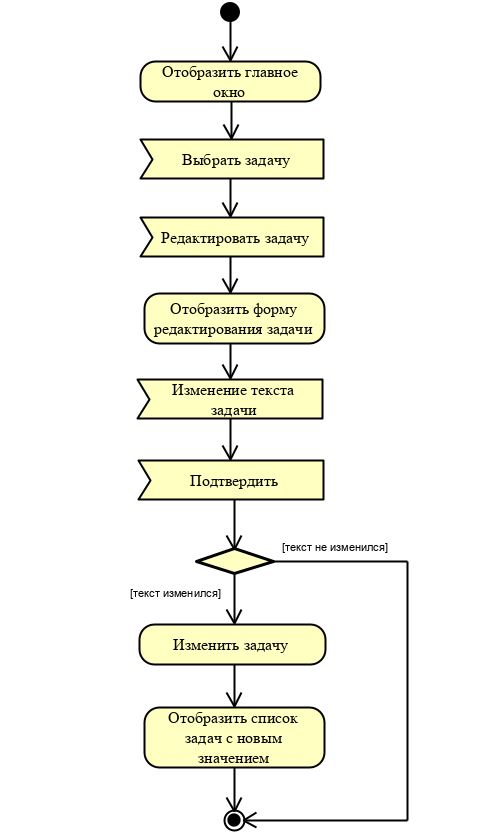 Отобразить главное
окно
Выбрать задачу
Редактировать задачу
Отобразить форму
редактирования задачи
Изменение текста
задачи
Подтвердить
[текст не изменился]
[текст изменился]
Изменить задачу
Отобразить список
задач с новым
значением